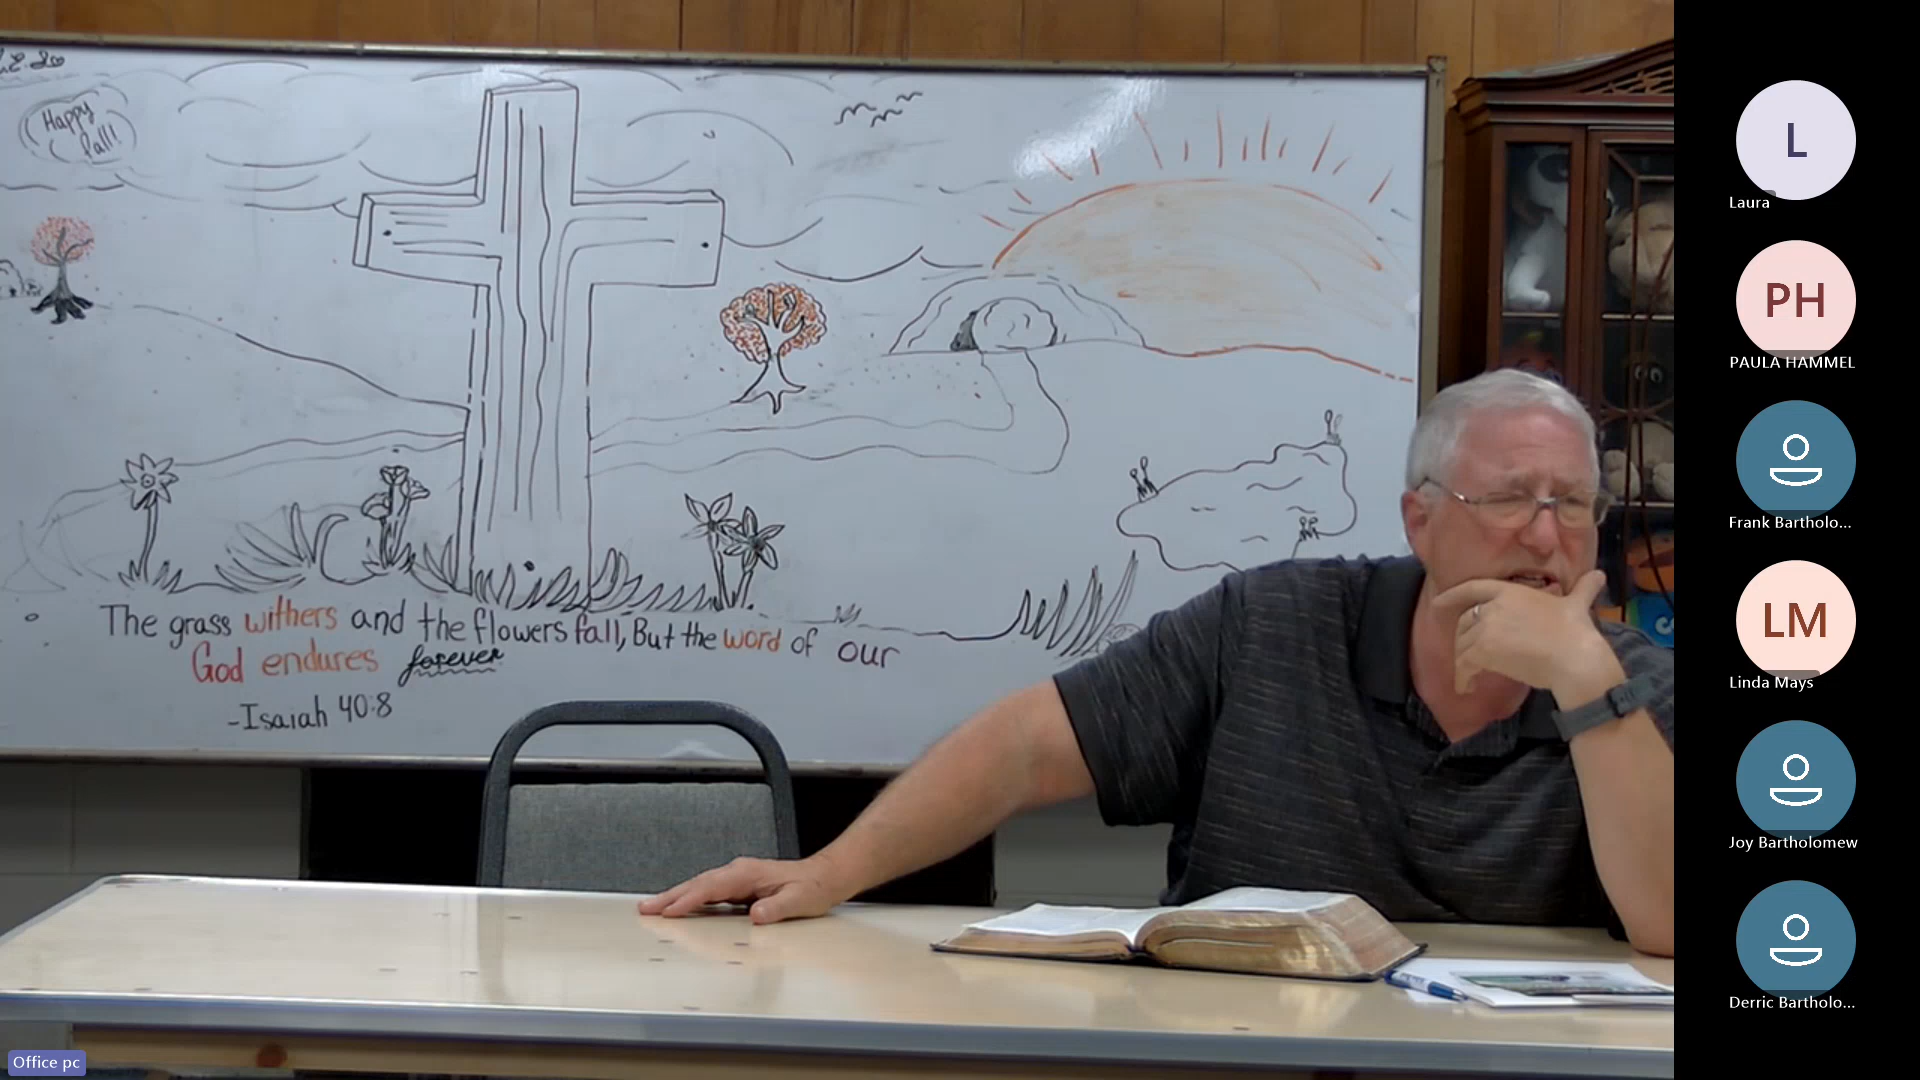 Happy
fall!
The grass withers and the flowers fall, But the word of our
God endures forever
-Isaiah 40:8
L
Laura
PH
PAULA HAMMEL
Frank Bartholo...
LM
Linda Mays
Joy Bartholomew
Derric Bartholo...
Office pc